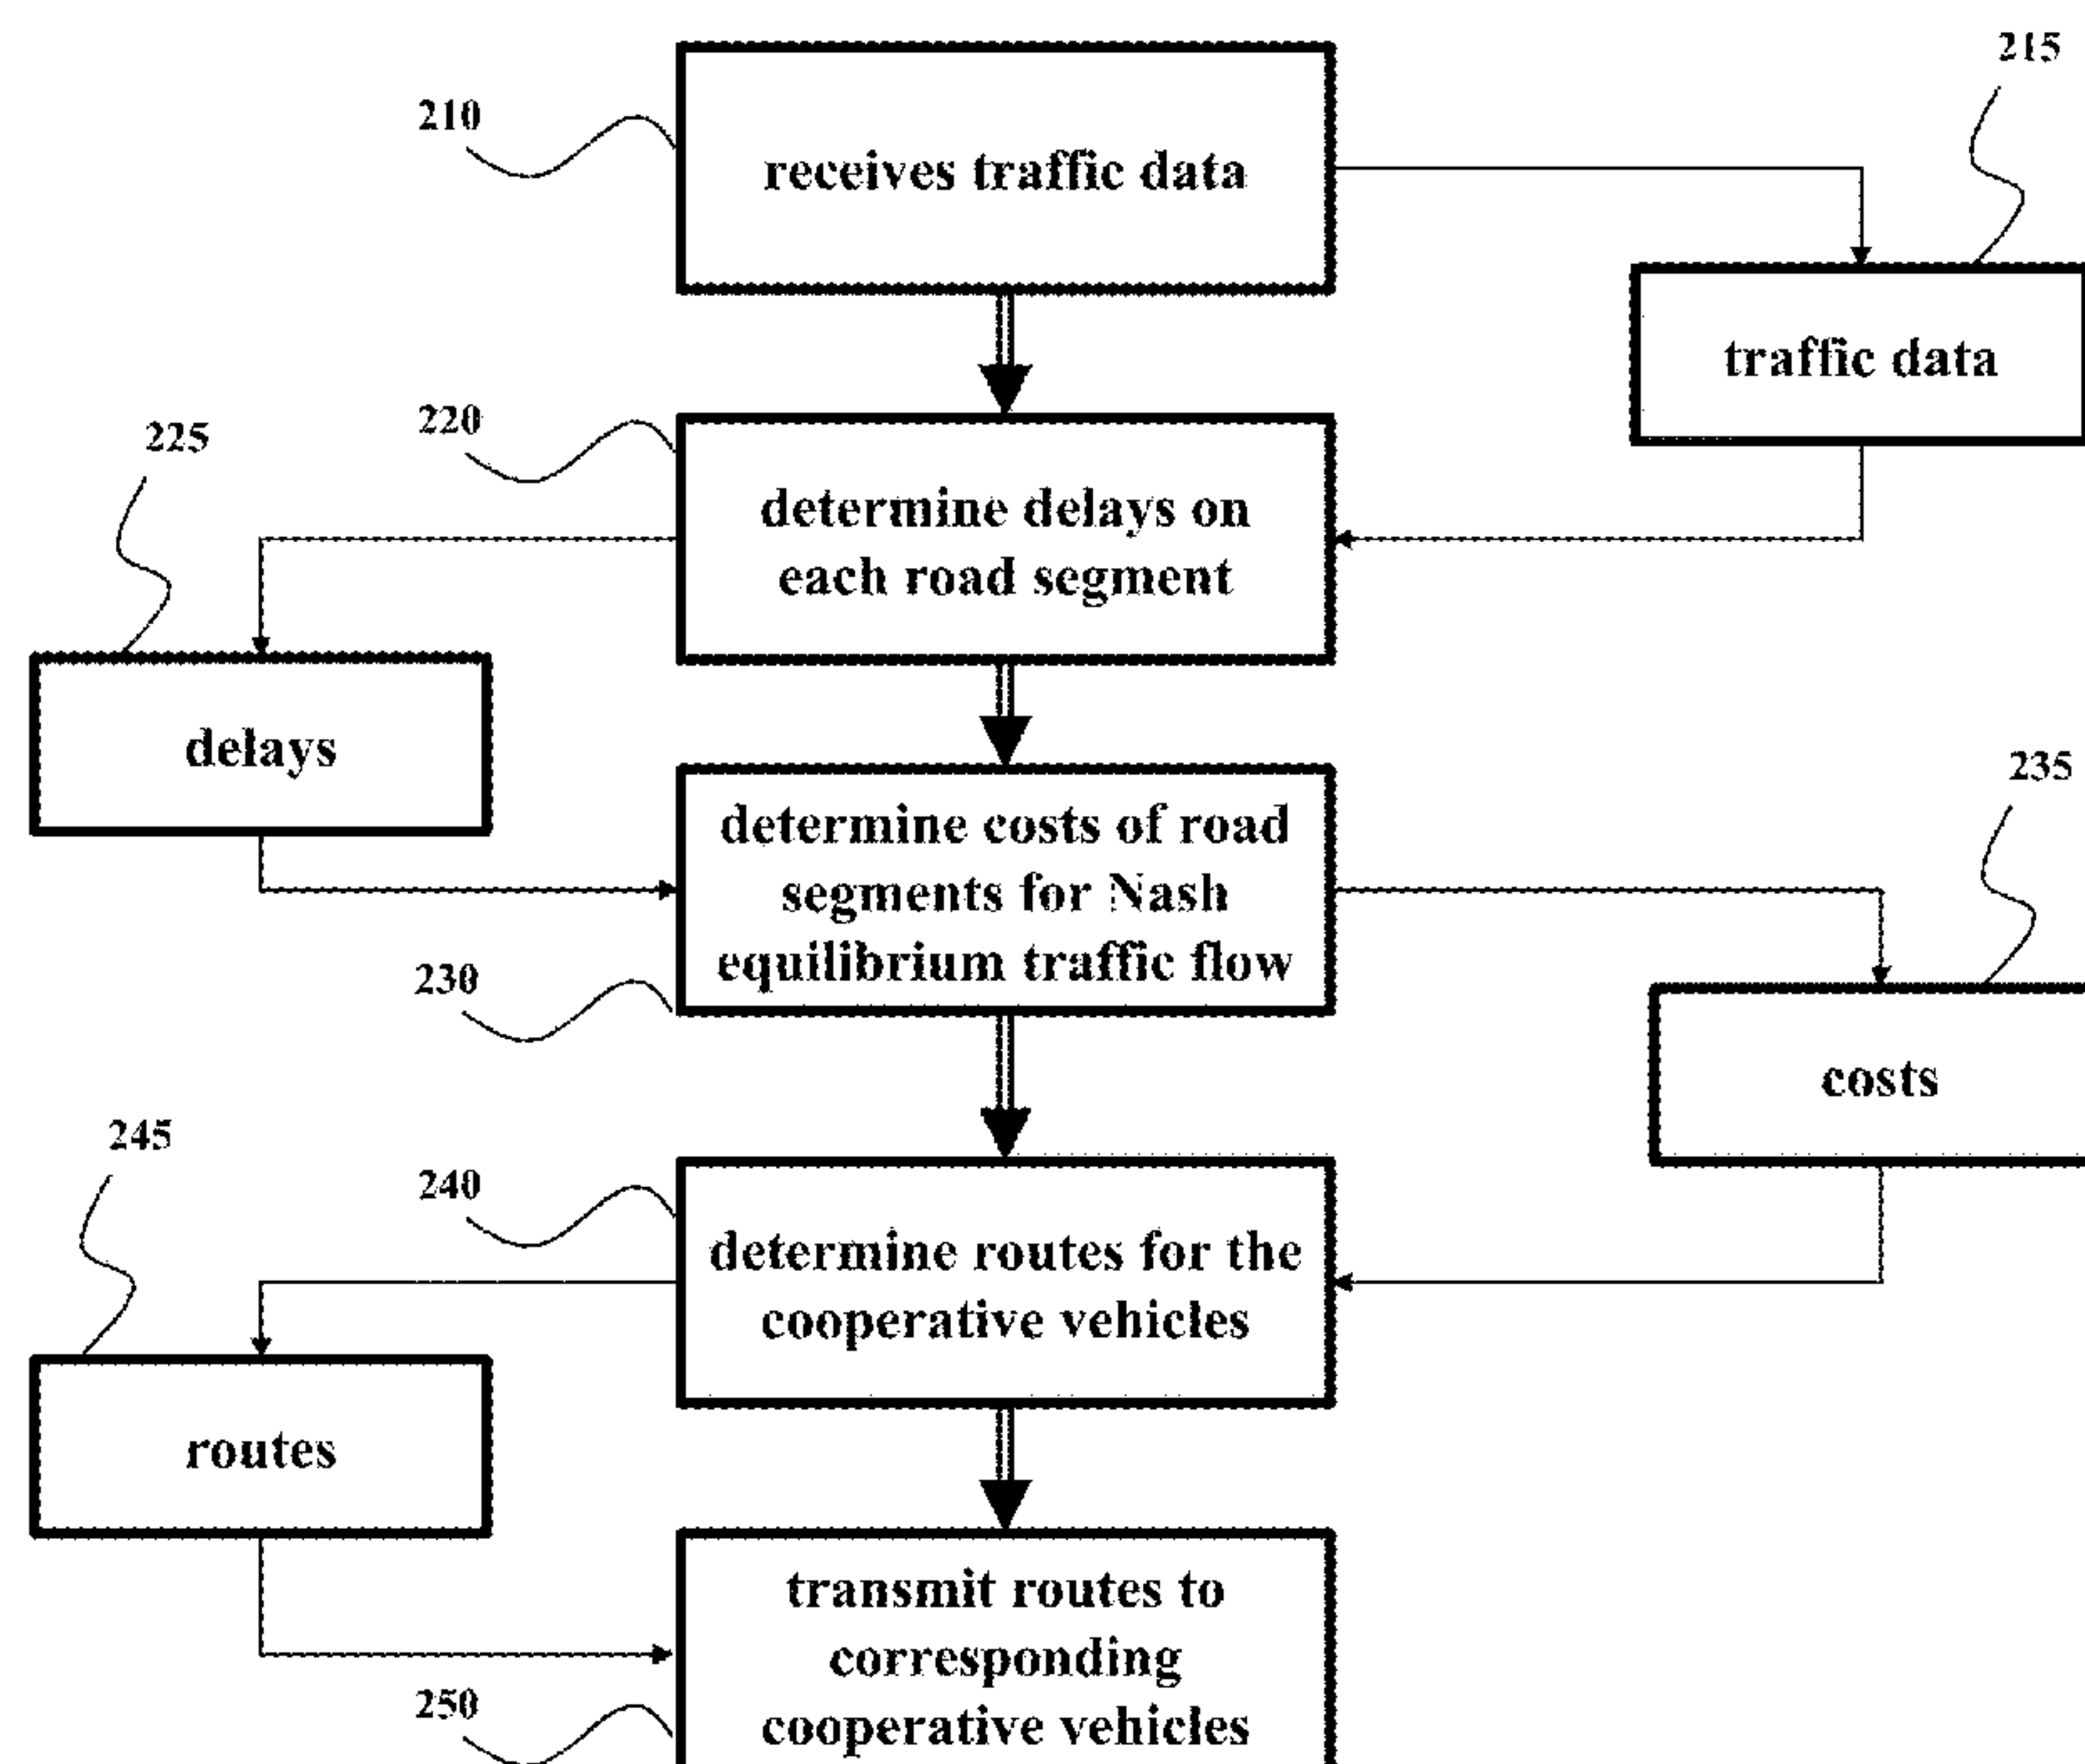 215
210
receives traffic data
traffic data
220
225
determine delays on
each road segment
delays
235
determine costs of road
segments for Nash
equilibrium traffic flow
230
costs
245
240
determine routes for the
cooperative vehicles
routes
transmit routes to
corresponding
cooperative vehicles
250